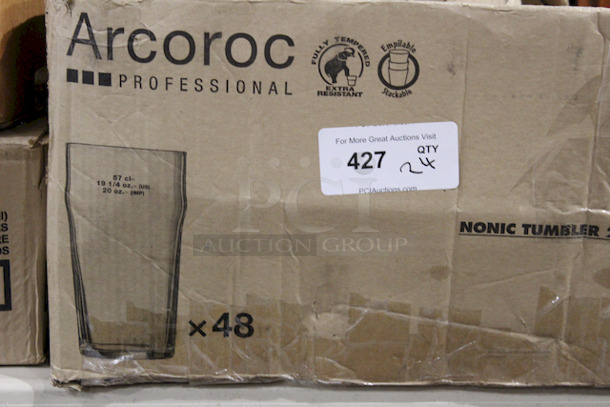 Arcoroc
PROFESSIONAL
FULLY TEMPERED
EXTRA
RESISTANT
Empilable
Stackable
For More Great Auctions Visit
427
QTY
24
PCIAuctions.com
57 cl-
19 1/4 oz.- (US)
20 oz.- (IMP)
PCI
AUCTION GROUP
NONIC TUMBLER
x48